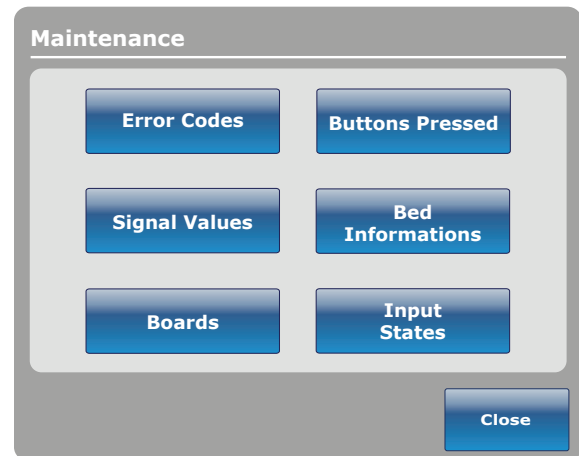 Maintenance
Error Codes
Buttons Pressed
Signal Values
Bed
Informations
Boards
Input
States
Close